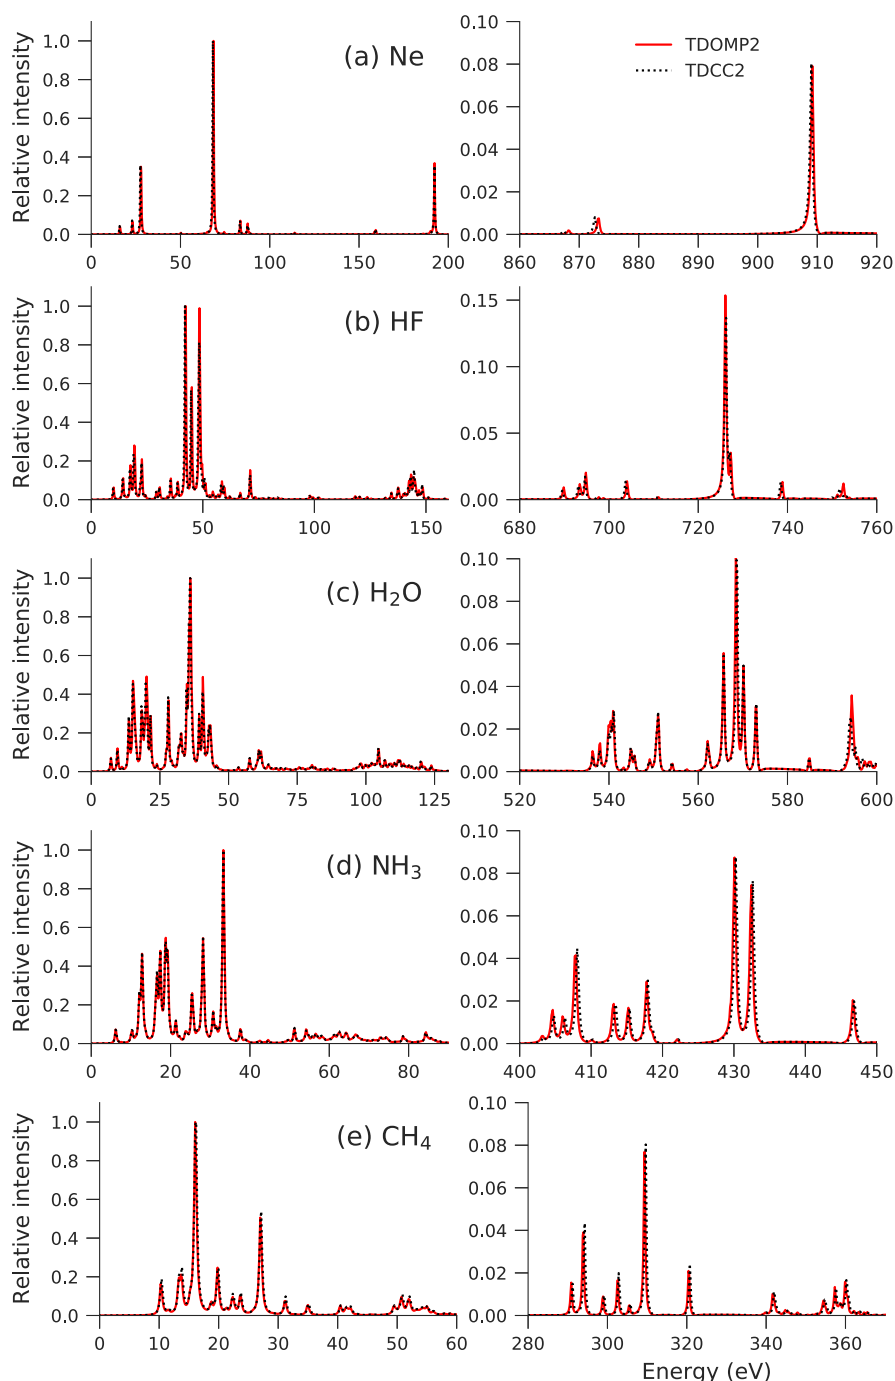 (a) Ne
Relative intensity
1.0
0.8
0.6
0.4
0.2
0.0
0 50 100 150 200
TDOMP2
TDCC2
0.10
0.08
0.06
0.04
0.02
0.00
860 870 880 890 900 910 920
(b) HF
Relative intensity
1.0
0.8
0.6
0.4
0.2
0.0
0 50 100 150
0.15
0.10
0.05
0.00
680 700 720 740 760
(c) H₂O
Relative intensity
1.0
0.8
0.6
0.4
0.2
0.0
0 25 50 75 100 125
0.10
0.08
0.06
0.04
0.02
0.00
520 540 560 580 600
(d) NH₃
Relative intensity
1.0
0.8
0.6
0.4
0.2
0.0
0 20 40 60 80
0.10
0.08
0.06
0.04
0.02
0.00
400 410 420 430 440 450
(e) CH₄
Relative intensity
1.0
0.8
0.6
0.4
0.2
0.0
0 10 20 30 40 50 60
0.10
0.08
0.06
0.04
0.02
0.00
280 300 320 340 360
Energy (eV)